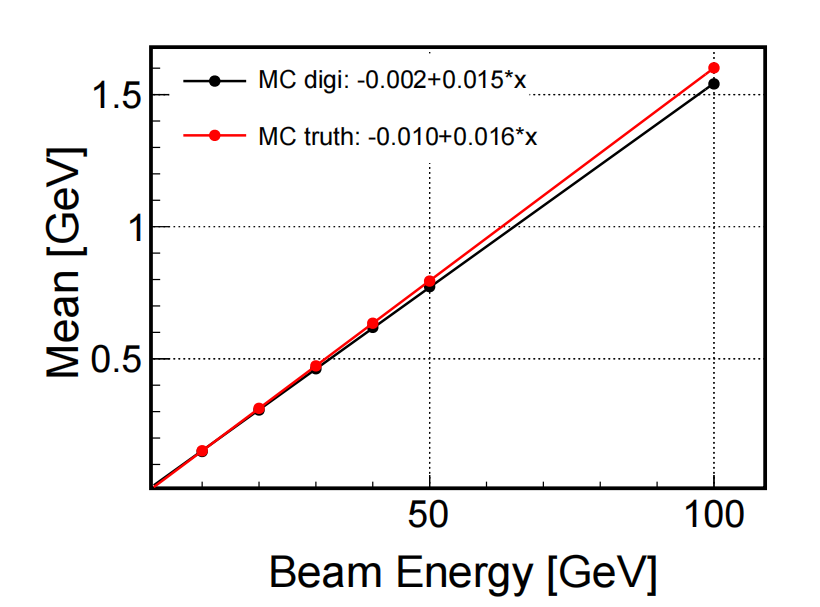 MC digi: -0.002+0.015*x
MC truth: -0.010+0.016*x
1.5
1
0.5
Mean [GeV]
50 100
Beam Energy [GeV]